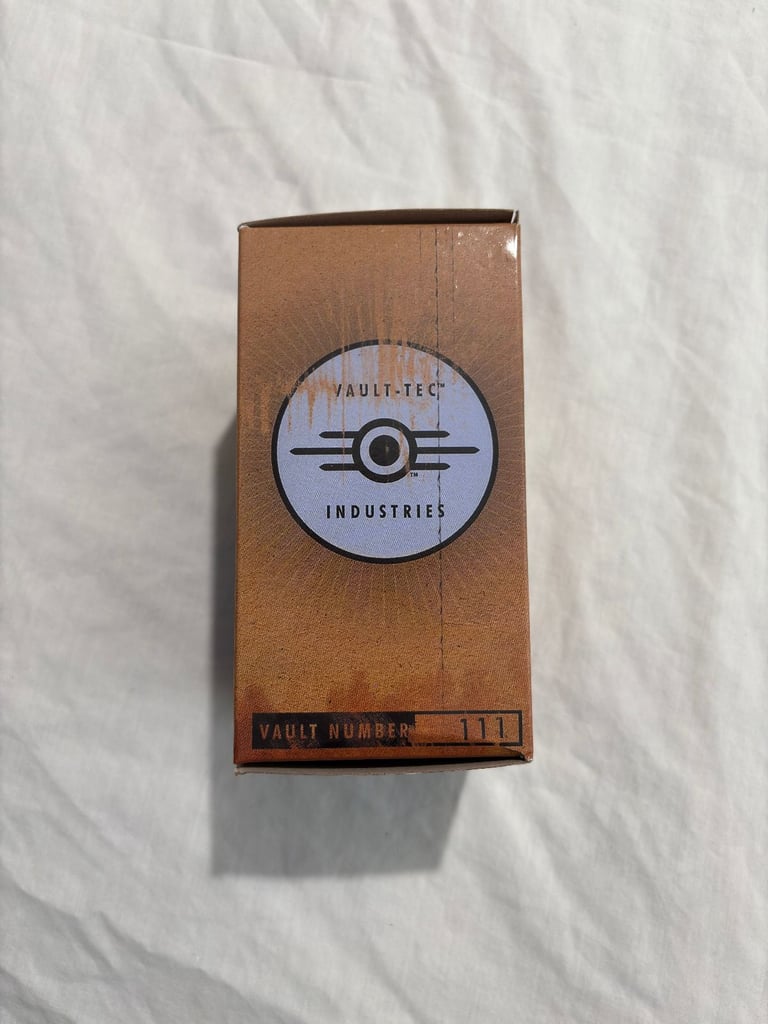 VAULT-TEC™
™
INDUSTRIES
VAULT NUMBER 111